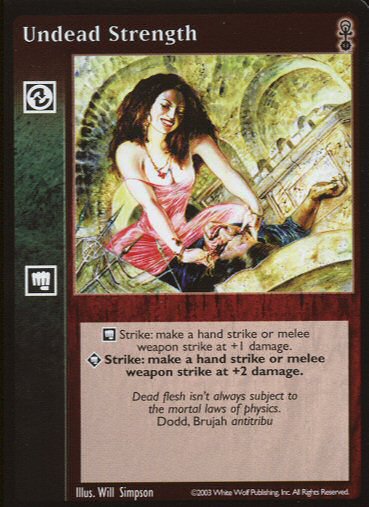 Undead Strength
Strike: make a hand strike or melee
weapon strike at +1 damage.
Strike: make a hand strike or melee
weapon strike at +2 damage.
Dead flesh isn't always subject to
the mortal laws of physics.
Dodd, Brujah antitribu
Illus. Will Simpson
©2003 White Wolf Publishing, Inc. All Rights Reserved.